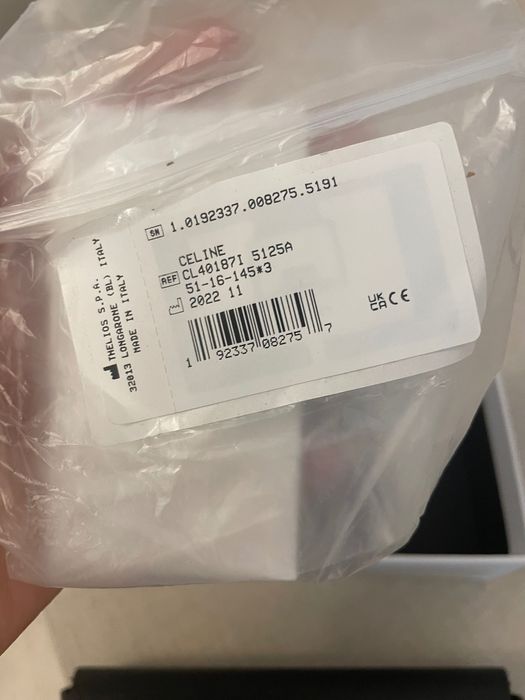 SN 1.0192337.008275.5191
CELINE
REF CL40187I 5125A
51-16-145*3
2022 11
1 92337 08275 7
UK CA CE
THELIOS S.P.A.
32013 LONGARONE (BL) ITALY
MADE IN ITALY